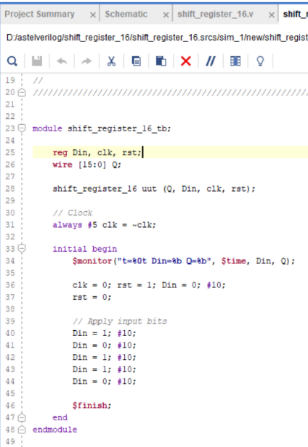 Project Summary × Schematic × shift_register_16.v × shift_r
D:/astelverilog/shift_register_16/shift_register_16.srcs/sim_1/new/shift_regist
19 //
20 ////////////////////////////////////////////////////////
21
22
23 module shift_register_16_tb;
24
25 reg Din, clk, rst;
26 wire [15:0] Q;
27
28 shift_register_16 uut (Q, Din, clk, rst);
29
30 // Clock
31 always #5 clk = ~clk;
32
33 initial begin
34 $monitor("t=%0t Din=%b Q=%b", $time, Din, Q);
35
36 clk = 0; rst = 1; Din = 0; #10;
37 rst = 0;
38
39 // Apply input bits
40 Din = 1; #10;
41 Din = 0; #10;
42 Din = 1; #10;
43 Din = 1; #10;
44 Din = 0; #10;
45
46 $finish;
47 end
48 endmodule
49